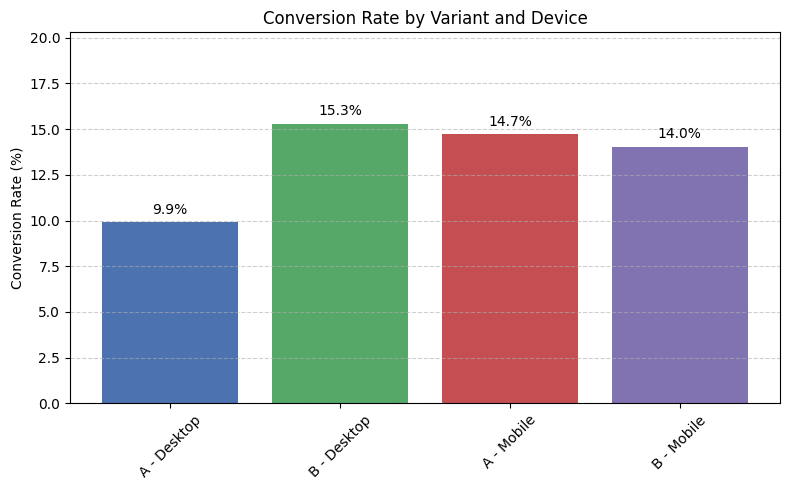 Conversion Rate by Variant and Device
Conversion Rate (%)
20.0
17.5
15.0
12.5
10.0
7.5
5.0
2.5
0.0
9.9%
15.3%
14.7%
14.0%
A - Desktop
B - Desktop
A - Mobile
B - Mobile